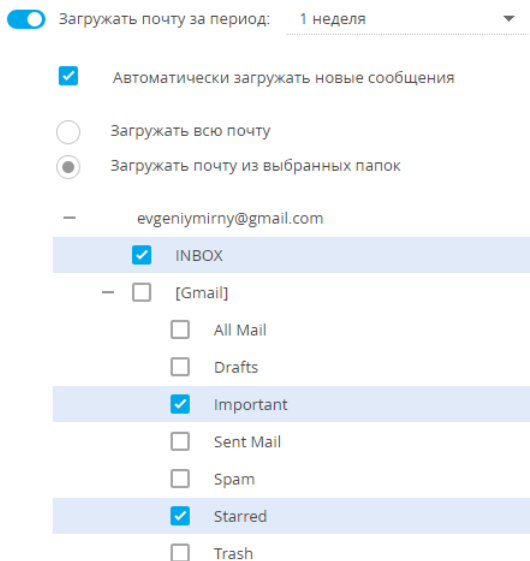 Загружать почту за период: 1 неделя
Автоматически загружать новые сообщения
Загружать всю почту
Загружать почту из выбранных папок
evgeniymirny@gmail.com
INBOX
[Gmail]
All Mail
Drafts
Important
Sent Mail
Spam
Starred
Trash